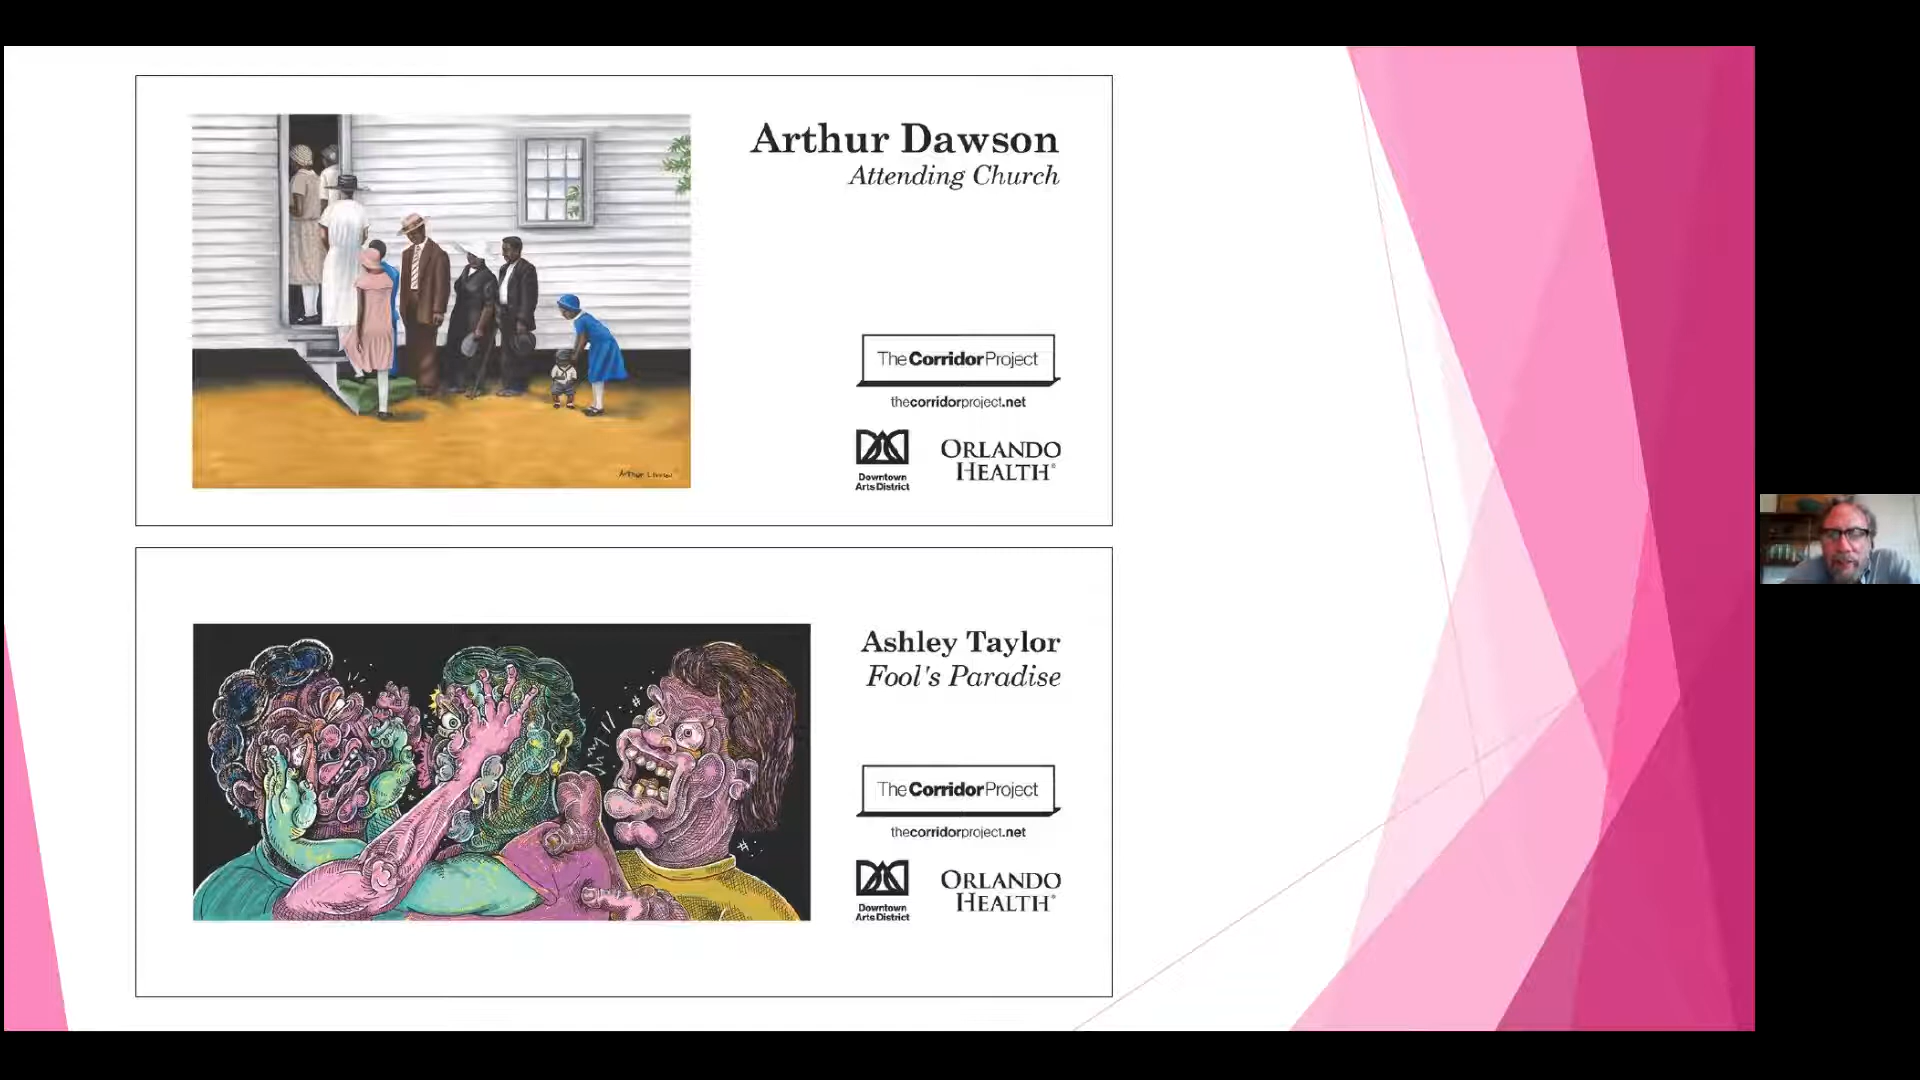 Arthur Dawson
Attending Church
The Corridor Project
thecorridorproject.net
Downtown
Arts District
ORLANDO
HEALTH®
Ashley Taylor
Fool's Paradise
The Corridor Project
thecorridorproject.net
Downtown
Arts District
ORLANDO
HEALTH®